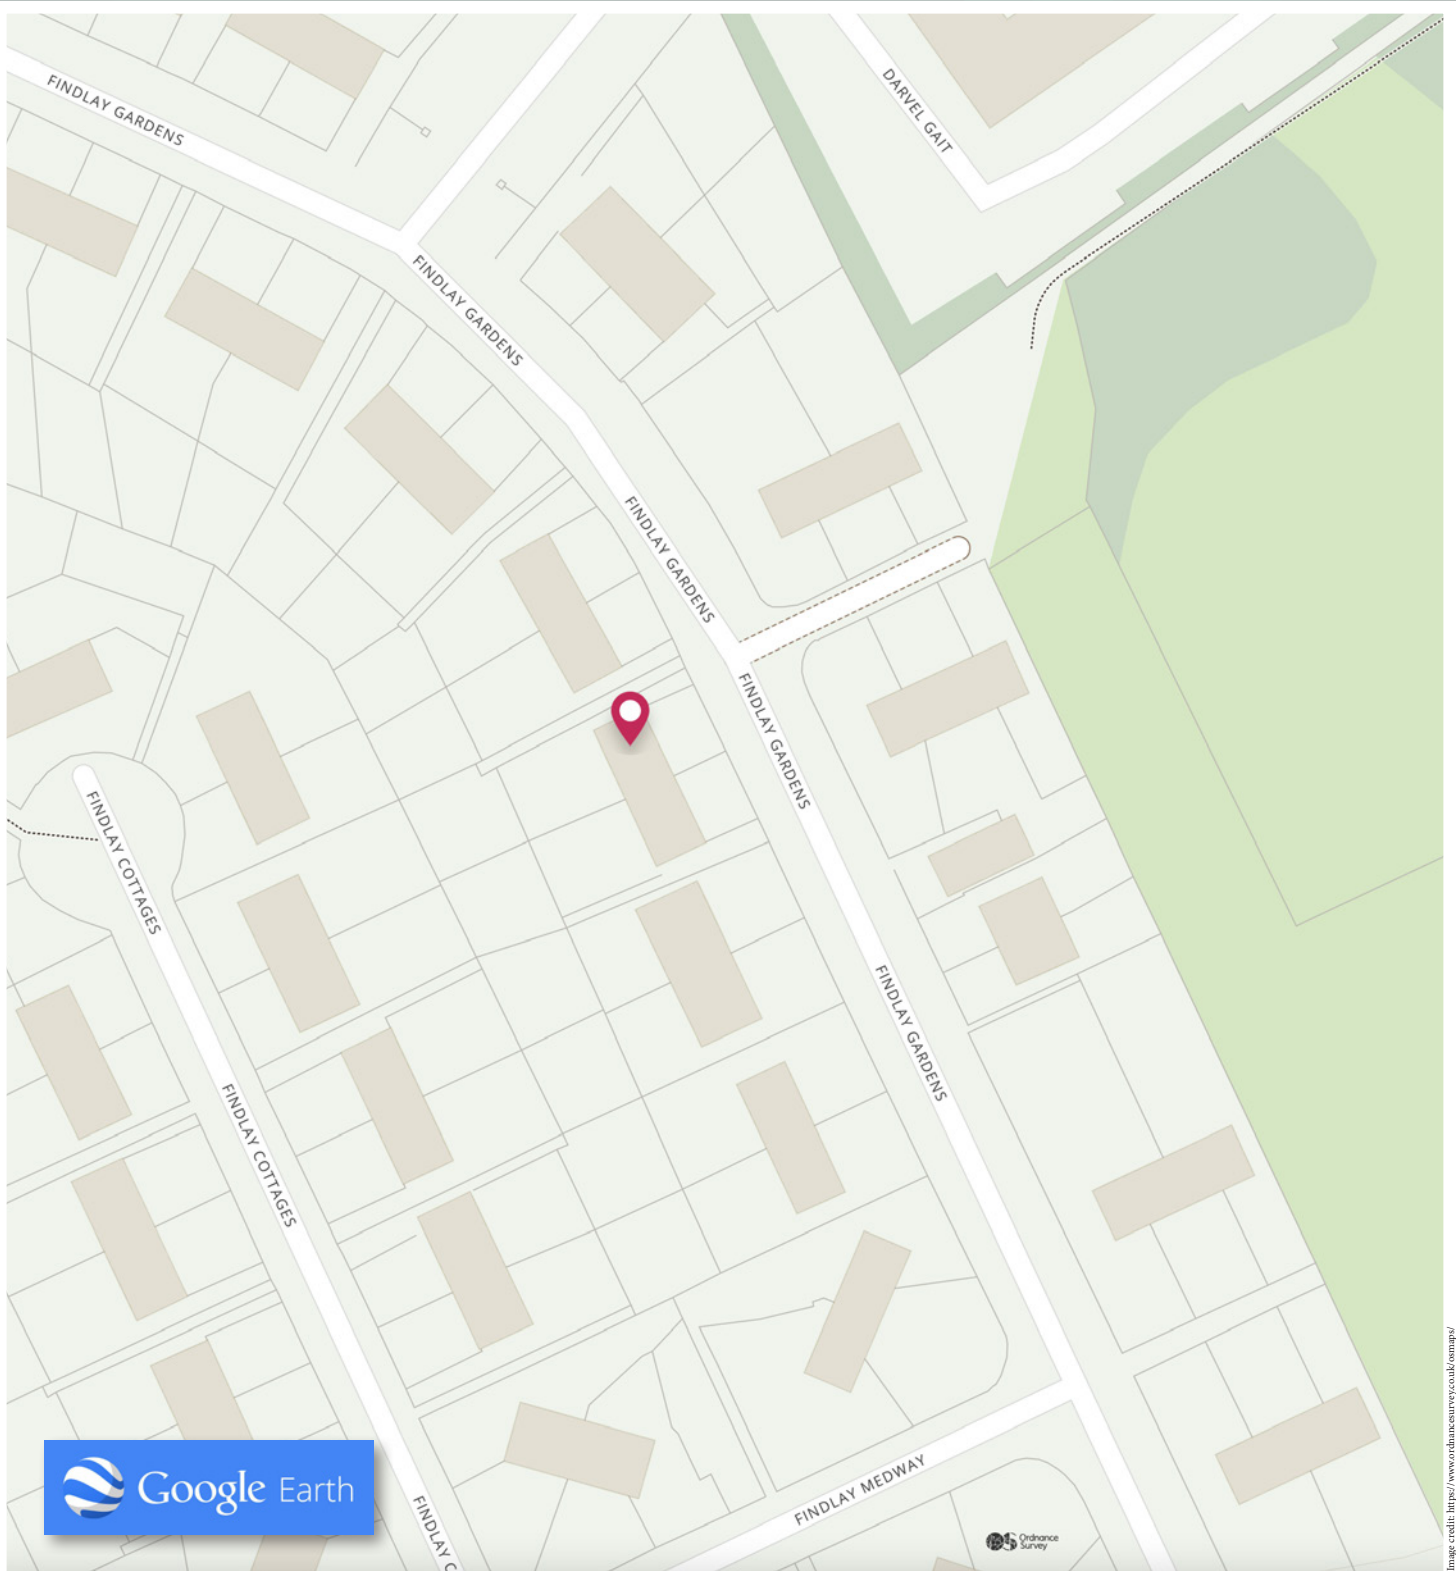 FINDLAY GARDENS
DARVEL GAIT
FINDLAY GARDENS
FINDLAY GARDENS
FINDLAY GARDENS
FINDLAY COTTAGES
FINDLAY GARDENS
FINDLAY COTTAGES
FINDLAY MEDWAY
FINDLAY C
Google Earth
Ordnance
Survey
Image credit: https://www.ordnancesurvey.co.uk/osmaps/